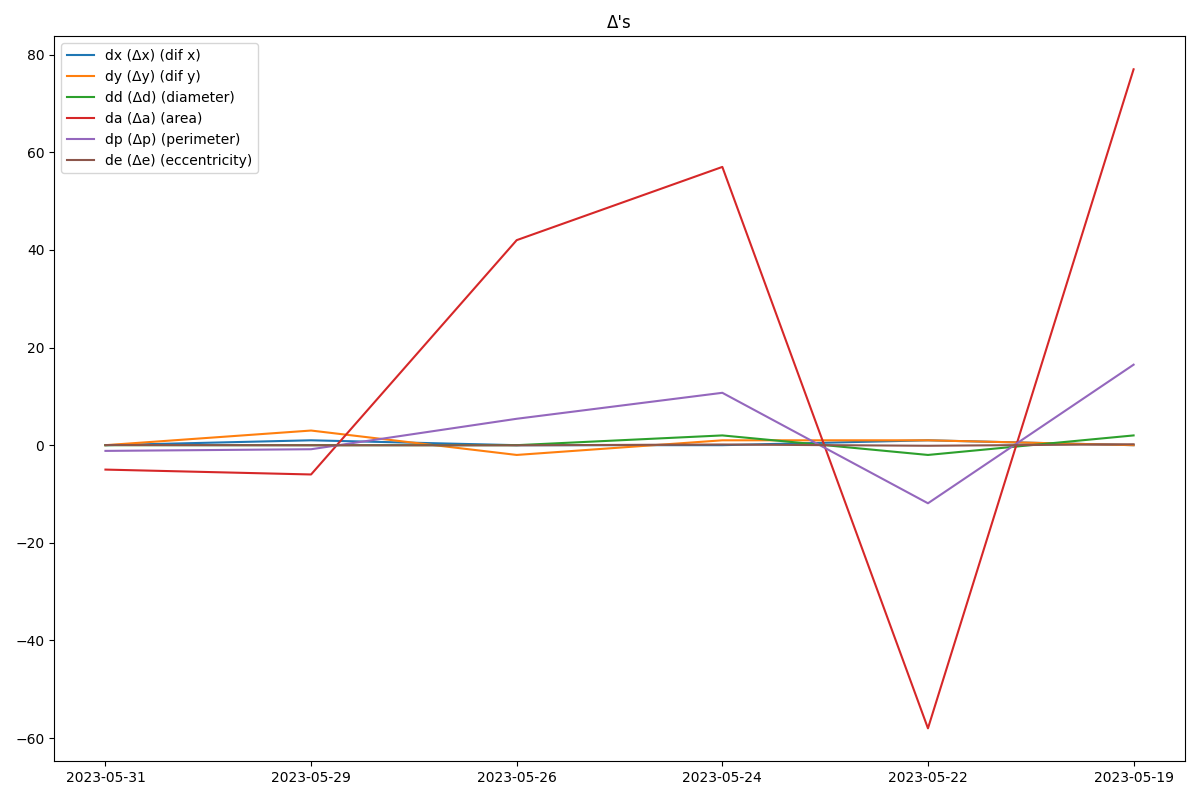 Δ's
dx (Δx) (dif x)
dy (Δy) (dif y)
dd (Δd) (diameter)
da (Δa) (area)
dp (Δp) (perimeter)
de (Δe) (eccentricity)
80
60
40
20
0
−20
−40
−60
2023-05-31 2023-05-29 2023-05-26 2023-05-24 2023-05-22 2023-05-19